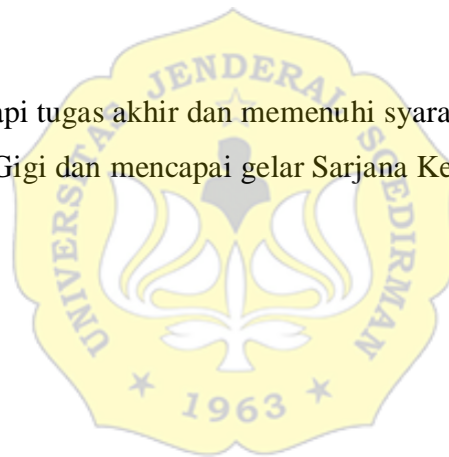 UNIVERSITAS JENDERAL SOEDIRMAN
api tugas akhir dan memenuhi syara
Gigi dan mencapai gelar Sarjana Ke
1963